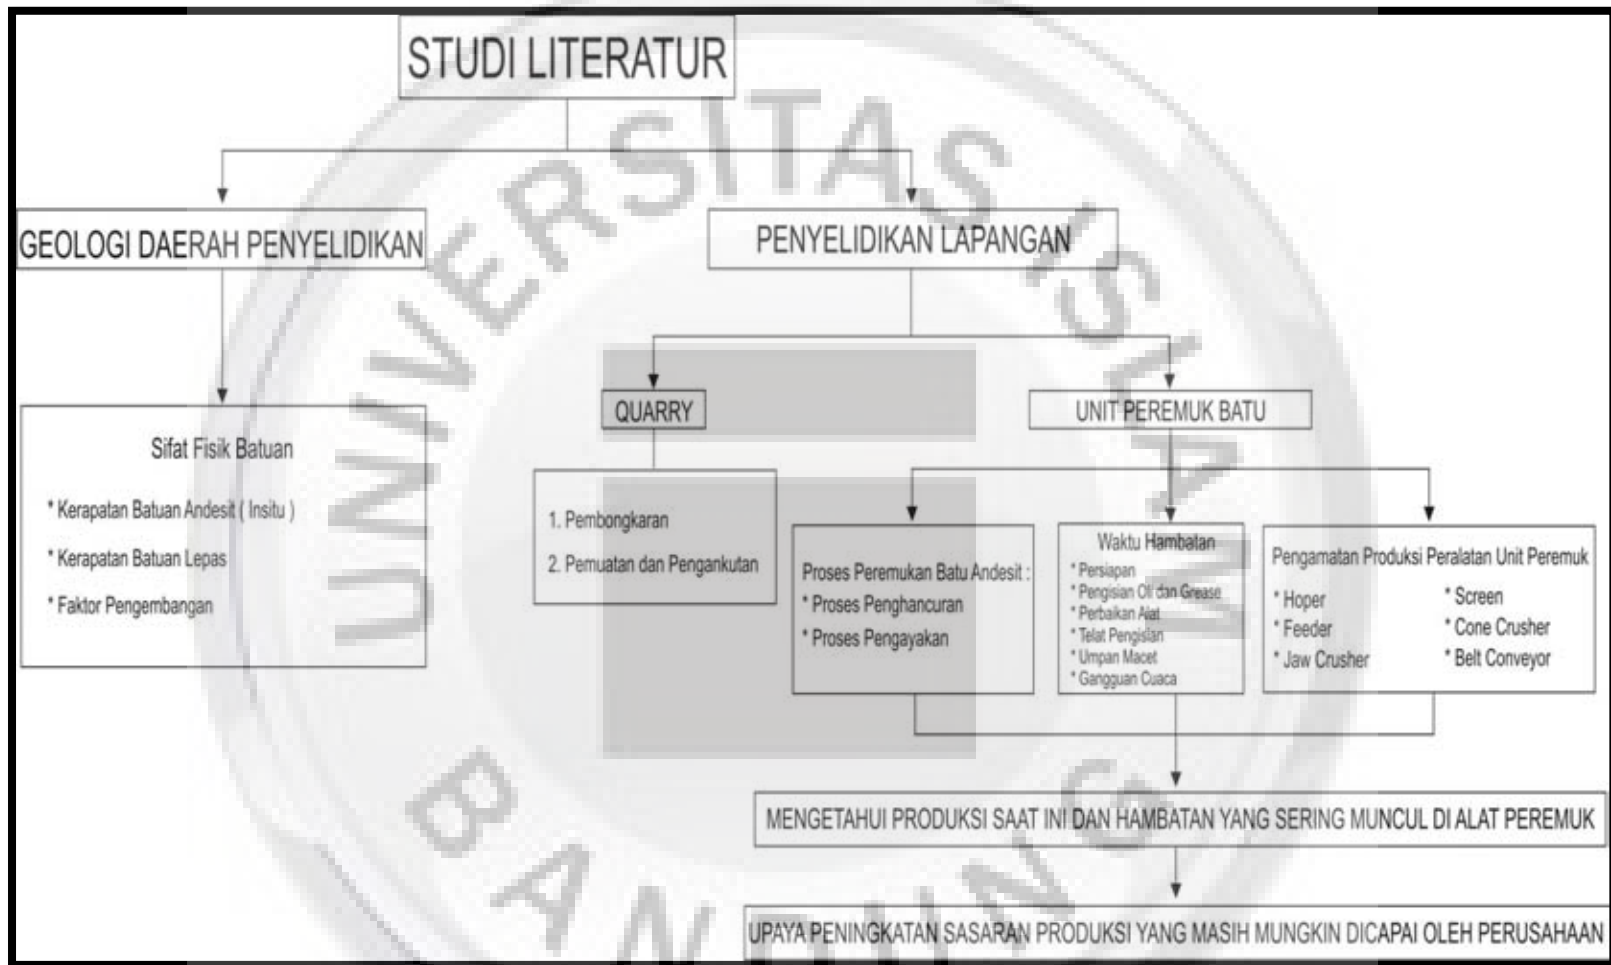 STUDI LITERATUR
GEOLOGI DAERAH PENYELIDIKAN
PENYELIDIKAN LAPANGAN
QUARRY
UNIT PEREMUK BATU
Sifat Fisik Batuan
* Kerapatan Batuan Andesit ( Insitu )
* Kerapatan Batuan Lepas
* Faktor Pengembangan
1. Pembongkaran
2. Pemuatan dan Pengankutan
Proses Peremukan Batu Andesit :
* Proses Penghancuran
* Proses Pengayakan
Waktu Hambatan
* Persiapan
* Pengisian Oli dan Grease
* Perbaikan Alat
* Telat Pengisian
* Umpan Macet
* Gangguan Cuaca
Pengamatan Produksi Peralatan Unit Peremuk
* Hoper
* Feeder
* Jaw Crusher
* Screen
* Cone Crusher
* Belt Conveyor
MENGETAHUI PRODUKSI SAAT INI DAN HAMBATAN YANG SERING MUNCUL DI ALAT PEREMUK
UPAYA PENINGKATAN SASARAN PRODUKSI YANG MASIH MUNGKIN DICAPAI OLEH PERUSAHAAN
UNIVERSITAS ISLAM
BANDUNG